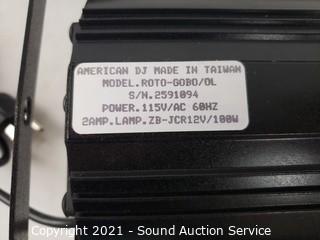 AMERICAN DJ MADE IN TAIWAN
MODEL.ROTO-GOBO/OL
S/N.2591094
POWER.115V/AC 60HZ
2AMP.LAMP.ZB-JCR12V/100W
Copyright 2021 - Sound Auction Service